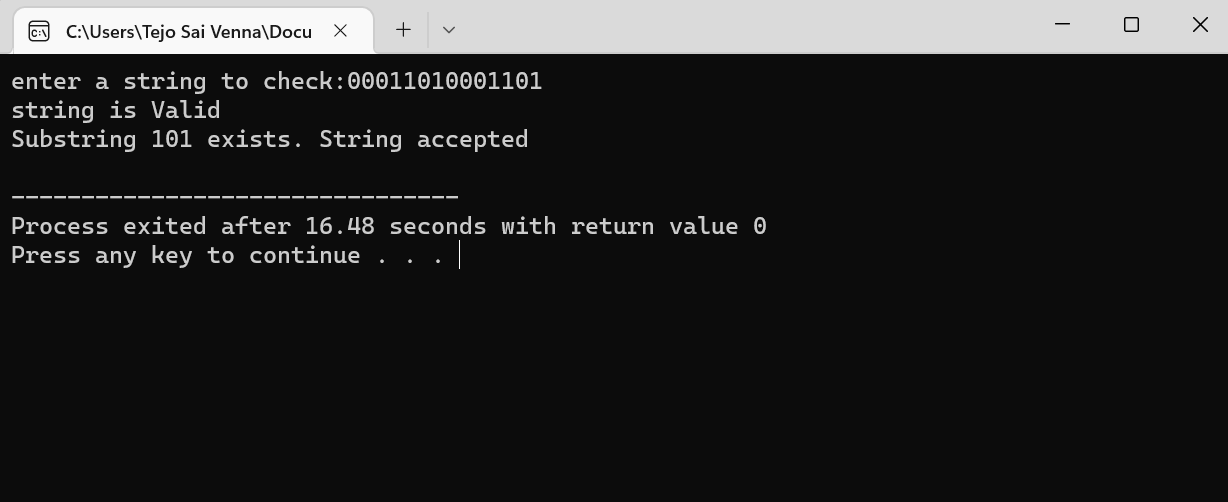 C:\Users\Tejo Sai Venna\Docu
enter a string to check:00011010001101
string is Valid
Substring 101 exists. String accepted
--------------------------------
Process exited after 16.48 seconds with return value 0
Press any key to continue . . .